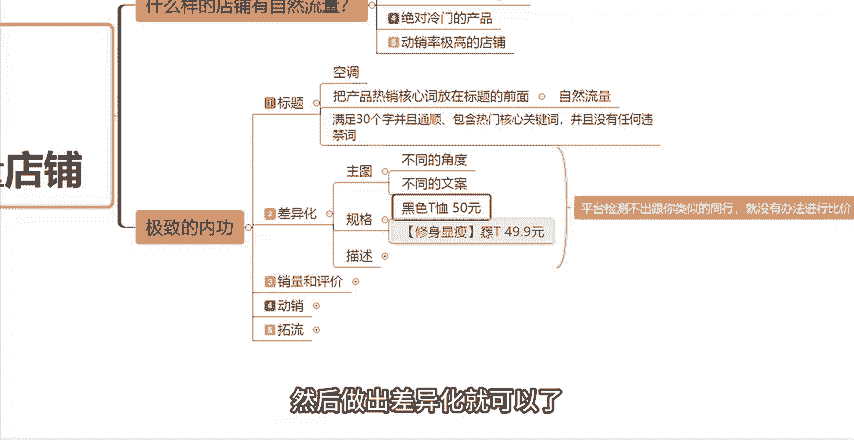 什么样的店铺有自然流量？
4 绝对冷门的产品
5 动销率极高的店铺
店铺
极致的内功
1 标题
空调
把产品热销核心词放在标题的前面
自然流量
满足30个字并且通顺、包含热门核心关键词，并且没有任何违
禁词
2 差异化
主图
不同的角度
不同的文案
规格
黑色T恤 50元
【修身显瘦】 T 49.9元
描述
平台检测不出跟你类似的同行，就没有办法进行比价
3 销量和评价
4 动销
5 拓流
然后做出差异化就可以了